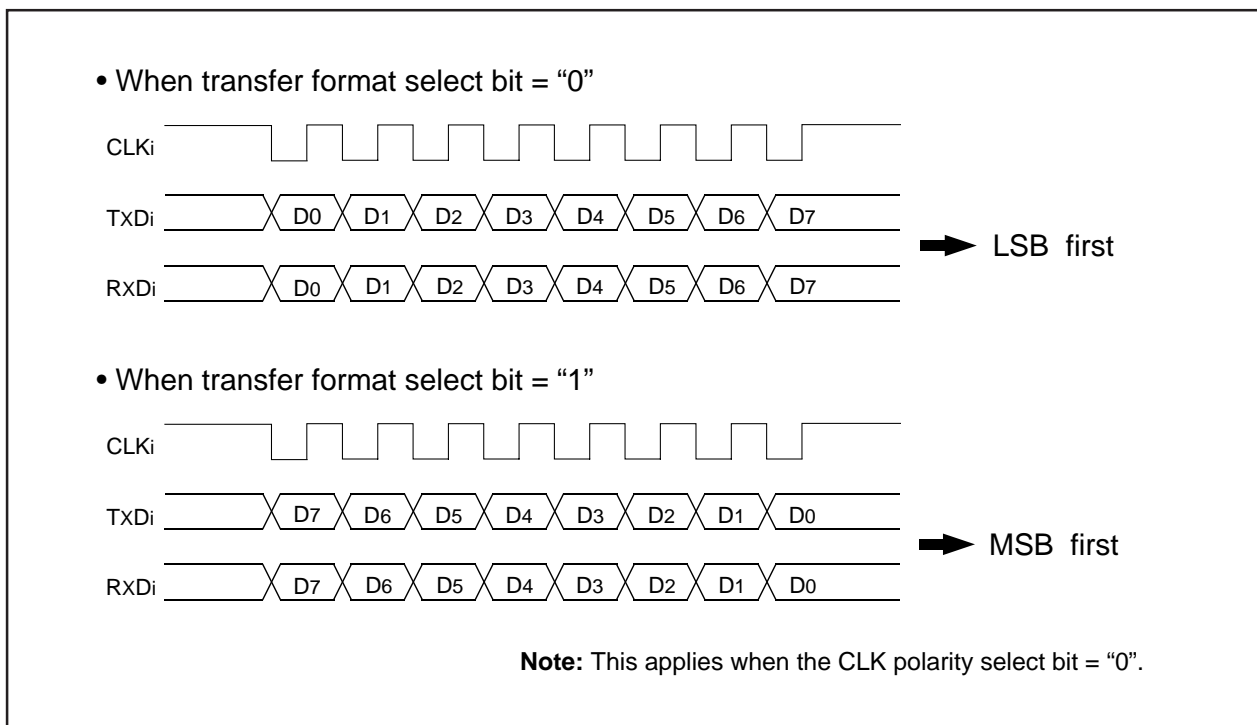 • When transfer format select bit = “0”
CLKi
TXDi D0 D1 D2 D3 D4 D5 D6 D7
LSB first
RXDi D0 D1 D2 D3 D4 D5 D6 D7
• When transfer format select bit = “1”
CLKi
TXDi D7 D6 D5 D4 D3 D2 D1 D0
MSB first
RXDi D7 D6 D5 D4 D3 D2 D1 D0
Note: This applies when the CLK polarity select bit = “0”.